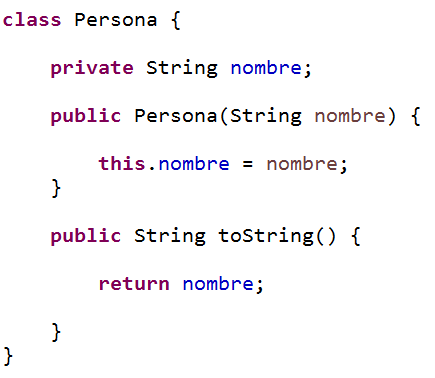 class Persona {
private String nombre;
public Persona(String nombre) {
this.nombre = nombre;
}
public String toString() {
return nombre;
}
}